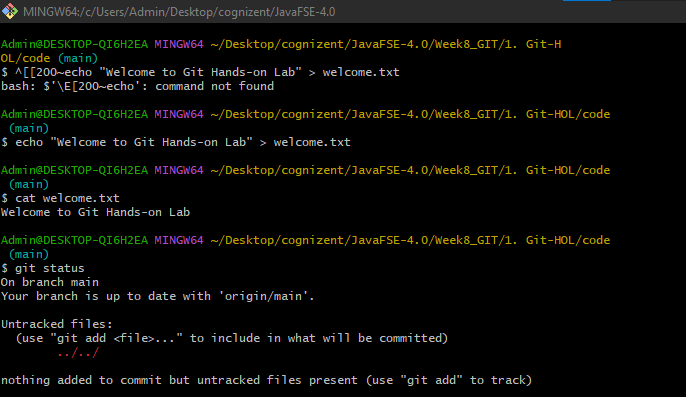 MINGW64:/c/Users/Admin/Desktop/cognizent/JavaFSE-4.0
Admin@DESKTOP-QI6H2EA MINGW64 ~/Desktop/cognizent/JavaFSE-4.0/Week8_GIT/1. Git-H
OL/code (main)
$ ^[[200~echo "Welcome to Git Hands-on Lab" > welcome.txt
bash: $'\E[200~echo': command not found
Admin@DESKTOP-QI6H2EA MINGW64 ~/Desktop/cognizent/JavaFSE-4.0/Week8_GIT/1. Git-HOL/code
(main)
$ echo "Welcome to Git Hands-on Lab" > welcome.txt
Admin@DESKTOP-QI6H2EA MINGW64 ~/Desktop/cognizent/JavaFSE-4.0/Week8_GIT/1. Git-HOL/code
(main)
$ cat welcome.txt
Welcome to Git Hands-on Lab
Admin@DESKTOP-QI6H2EA MINGW64 ~/Desktop/cognizent/JavaFSE-4.0/Week8_GIT/1. Git-HOL/code
(main)
$ git status
On branch main
Your branch is up to date with 'origin/main'.
Untracked files:
(use "git add <file>..." to include in what will be committed)
../../
nothing added to commit but untracked files present (use "git add" to track)